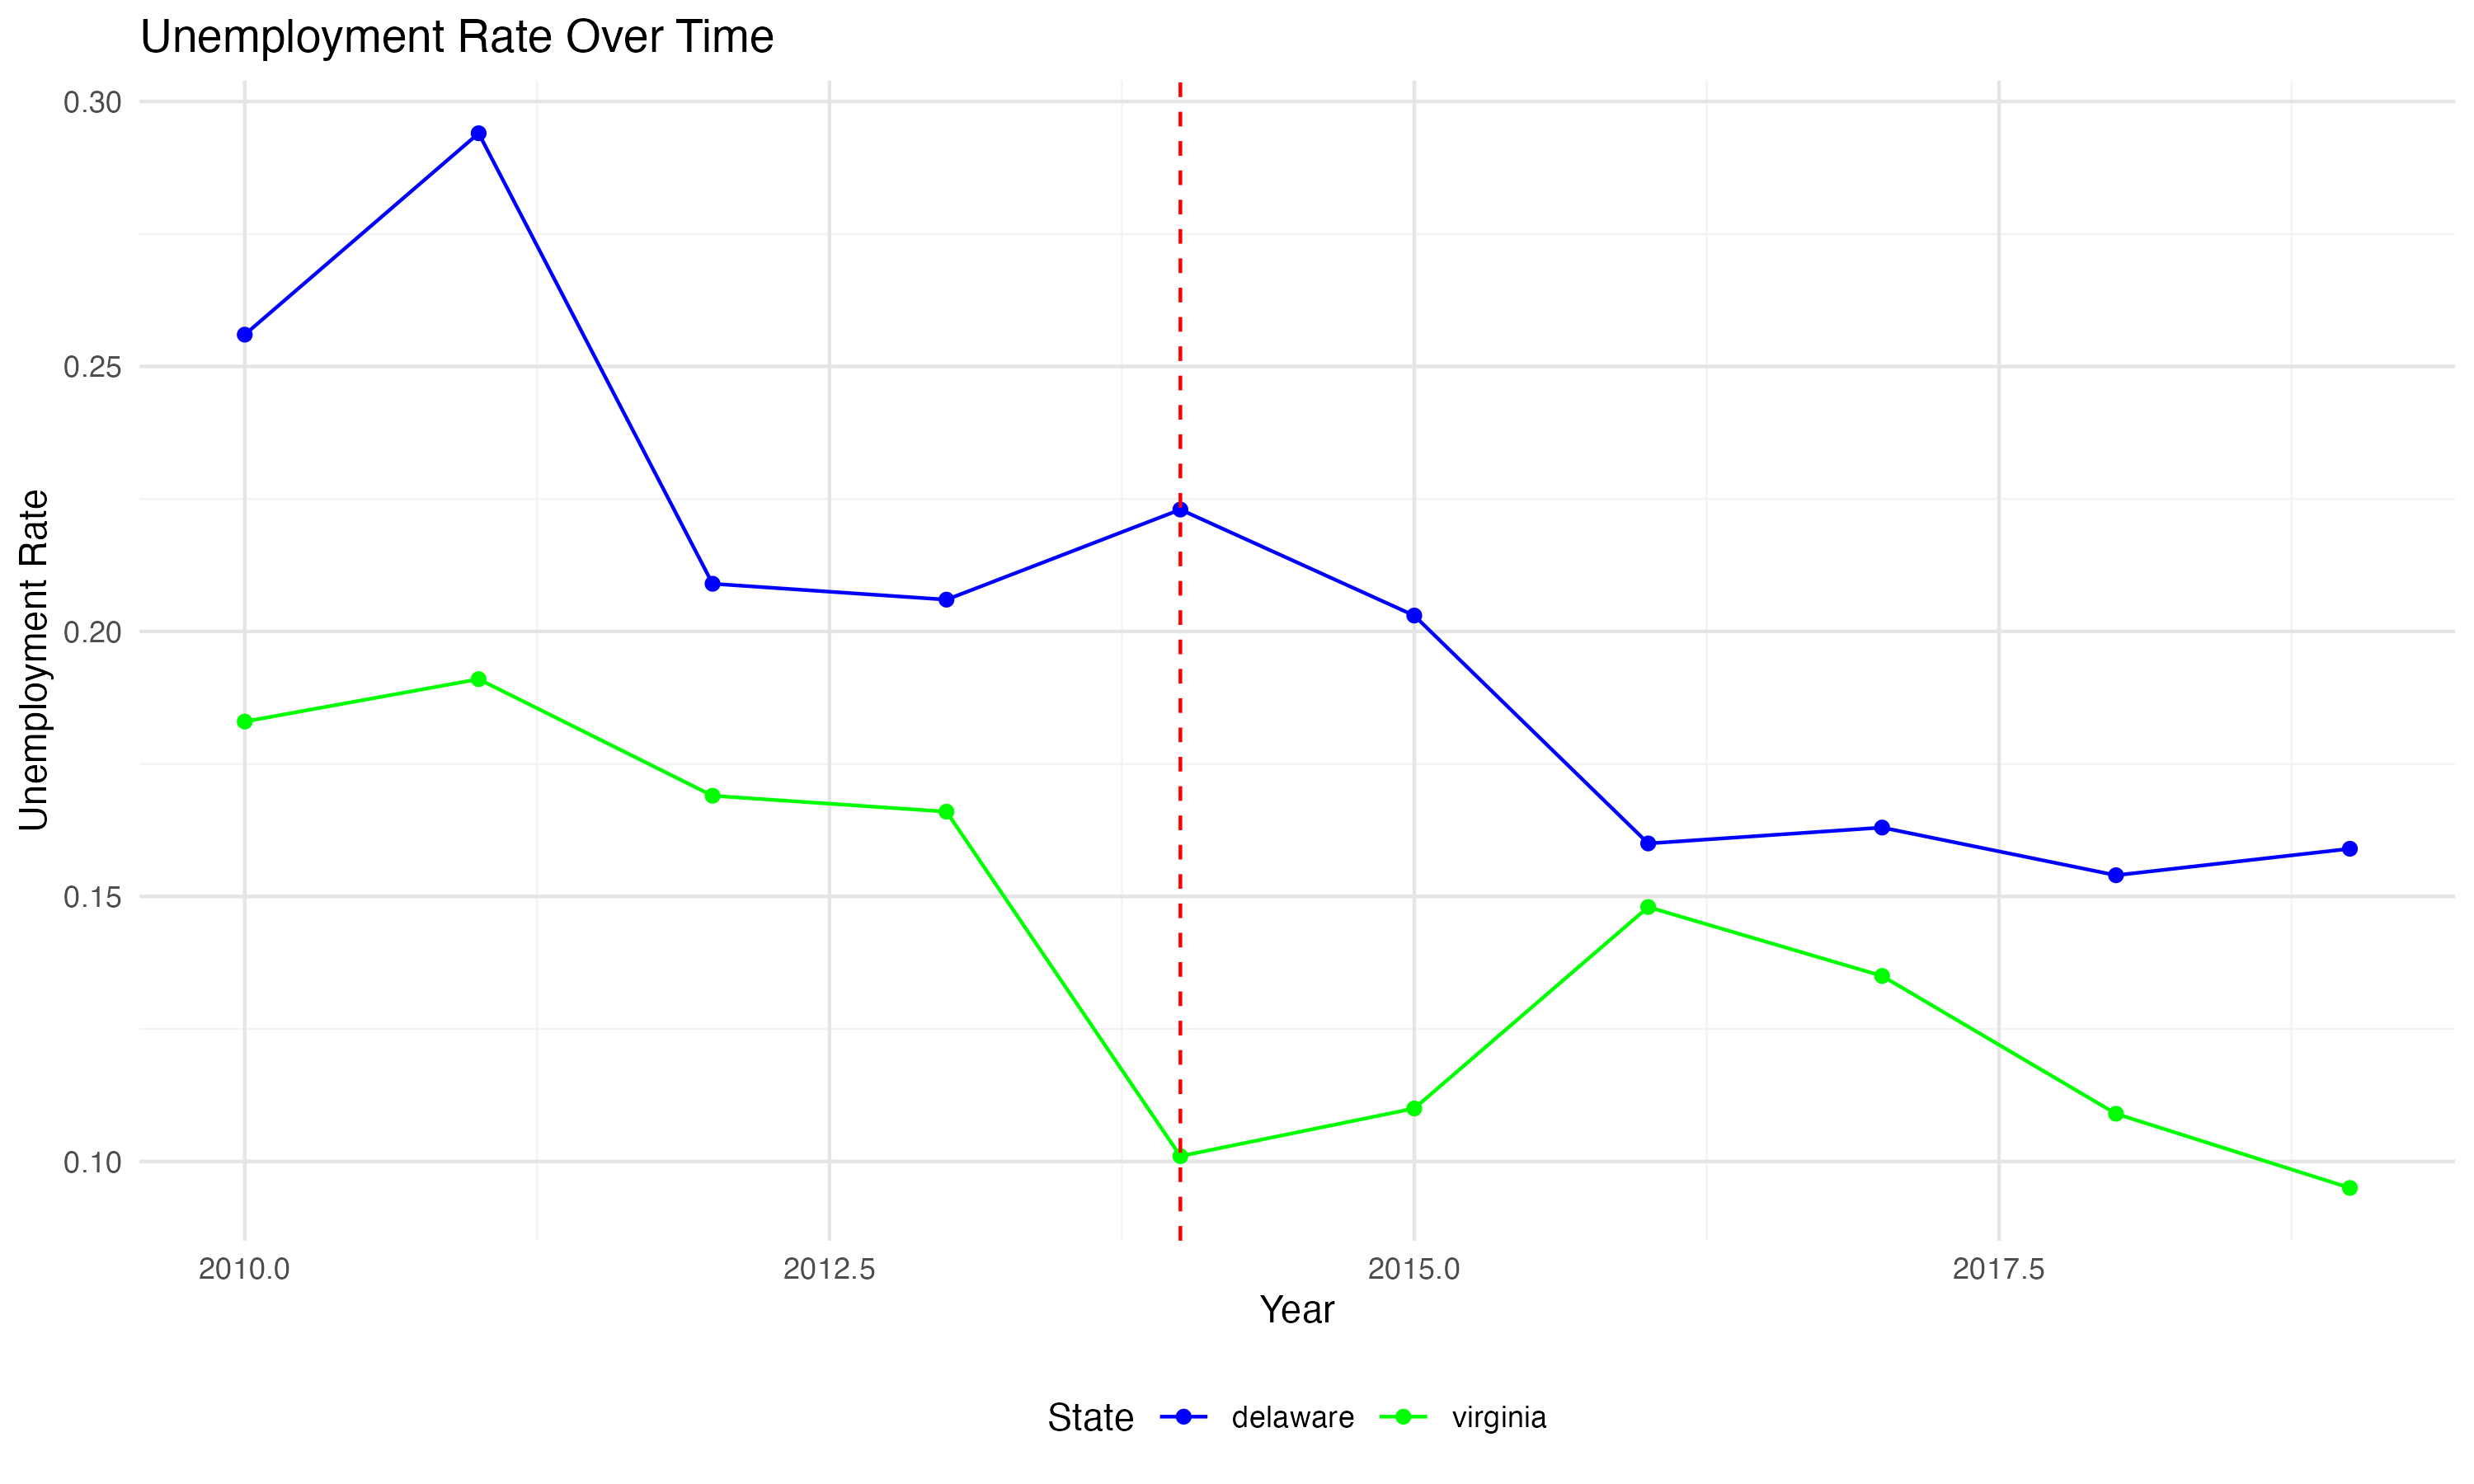 Unemployment Rate Over Time
Unemployment Rate
0.30
0.25
0.20
0.15
0.10
2010.0 2012.5 2015.0 2017.5
Year
State delaware virginia